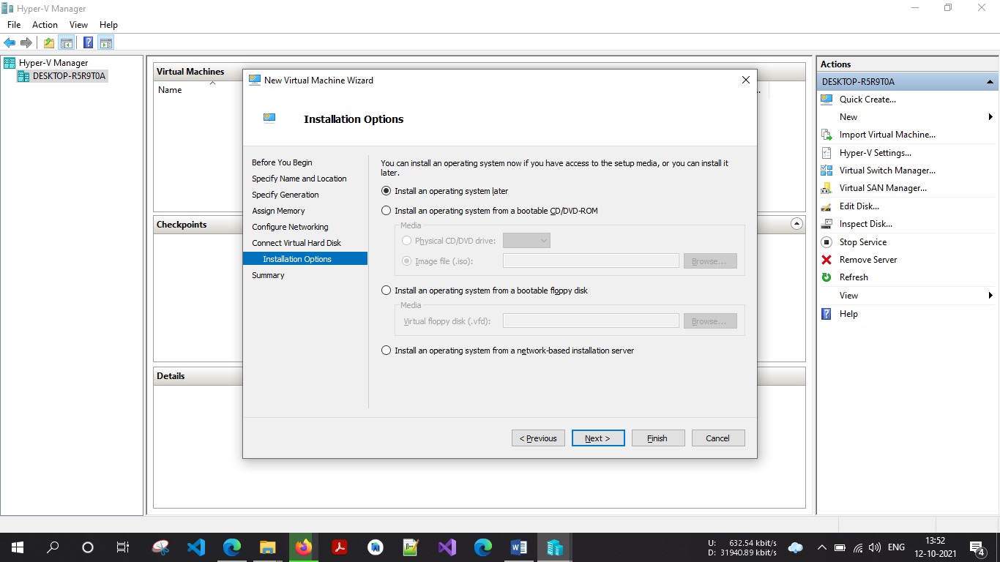 Hyper-V Manager
File Action View Help
Hyper-V Manager
DESKTOP-R5R9T0A
Virtual Machines
Name
Checkpoints
Details
New Virtual Machine Wizard
Installation Options
Before You Begin
Specify Name and Location
Specify Generation
Assign Memory
Configure Networking
Connect Virtual Hard Disk
Installation Options
Summary
You can install an operating system now if you have access to the setup media, or you can install it
later.
Install an operating system later
Install an operating system from a bootable CD/DVD-ROM
Media
Physical CD/DVD drive:
Image file (.iso):
Browse...
Install an operating system from a bootable floppy disk
Media
Virtual floppy disk (.vfd):
Browse...
Install an operating system from a network-based installation server
< Previous
Next >
Finish
Cancel
Actions
DESKTOP-R5R9T0A
Quick Create...
New
Import Virtual Machine...
Hyper-V Settings...
Virtual Switch Manager...
Virtual SAN Manager...
Edit Disk...
Inspect Disk...
Stop Service
Remove Server
Refresh
View
Help
U: 632.54 kbit/s
D: 31940.89 kbit/s
ENG
13:52
12-10-2021
4